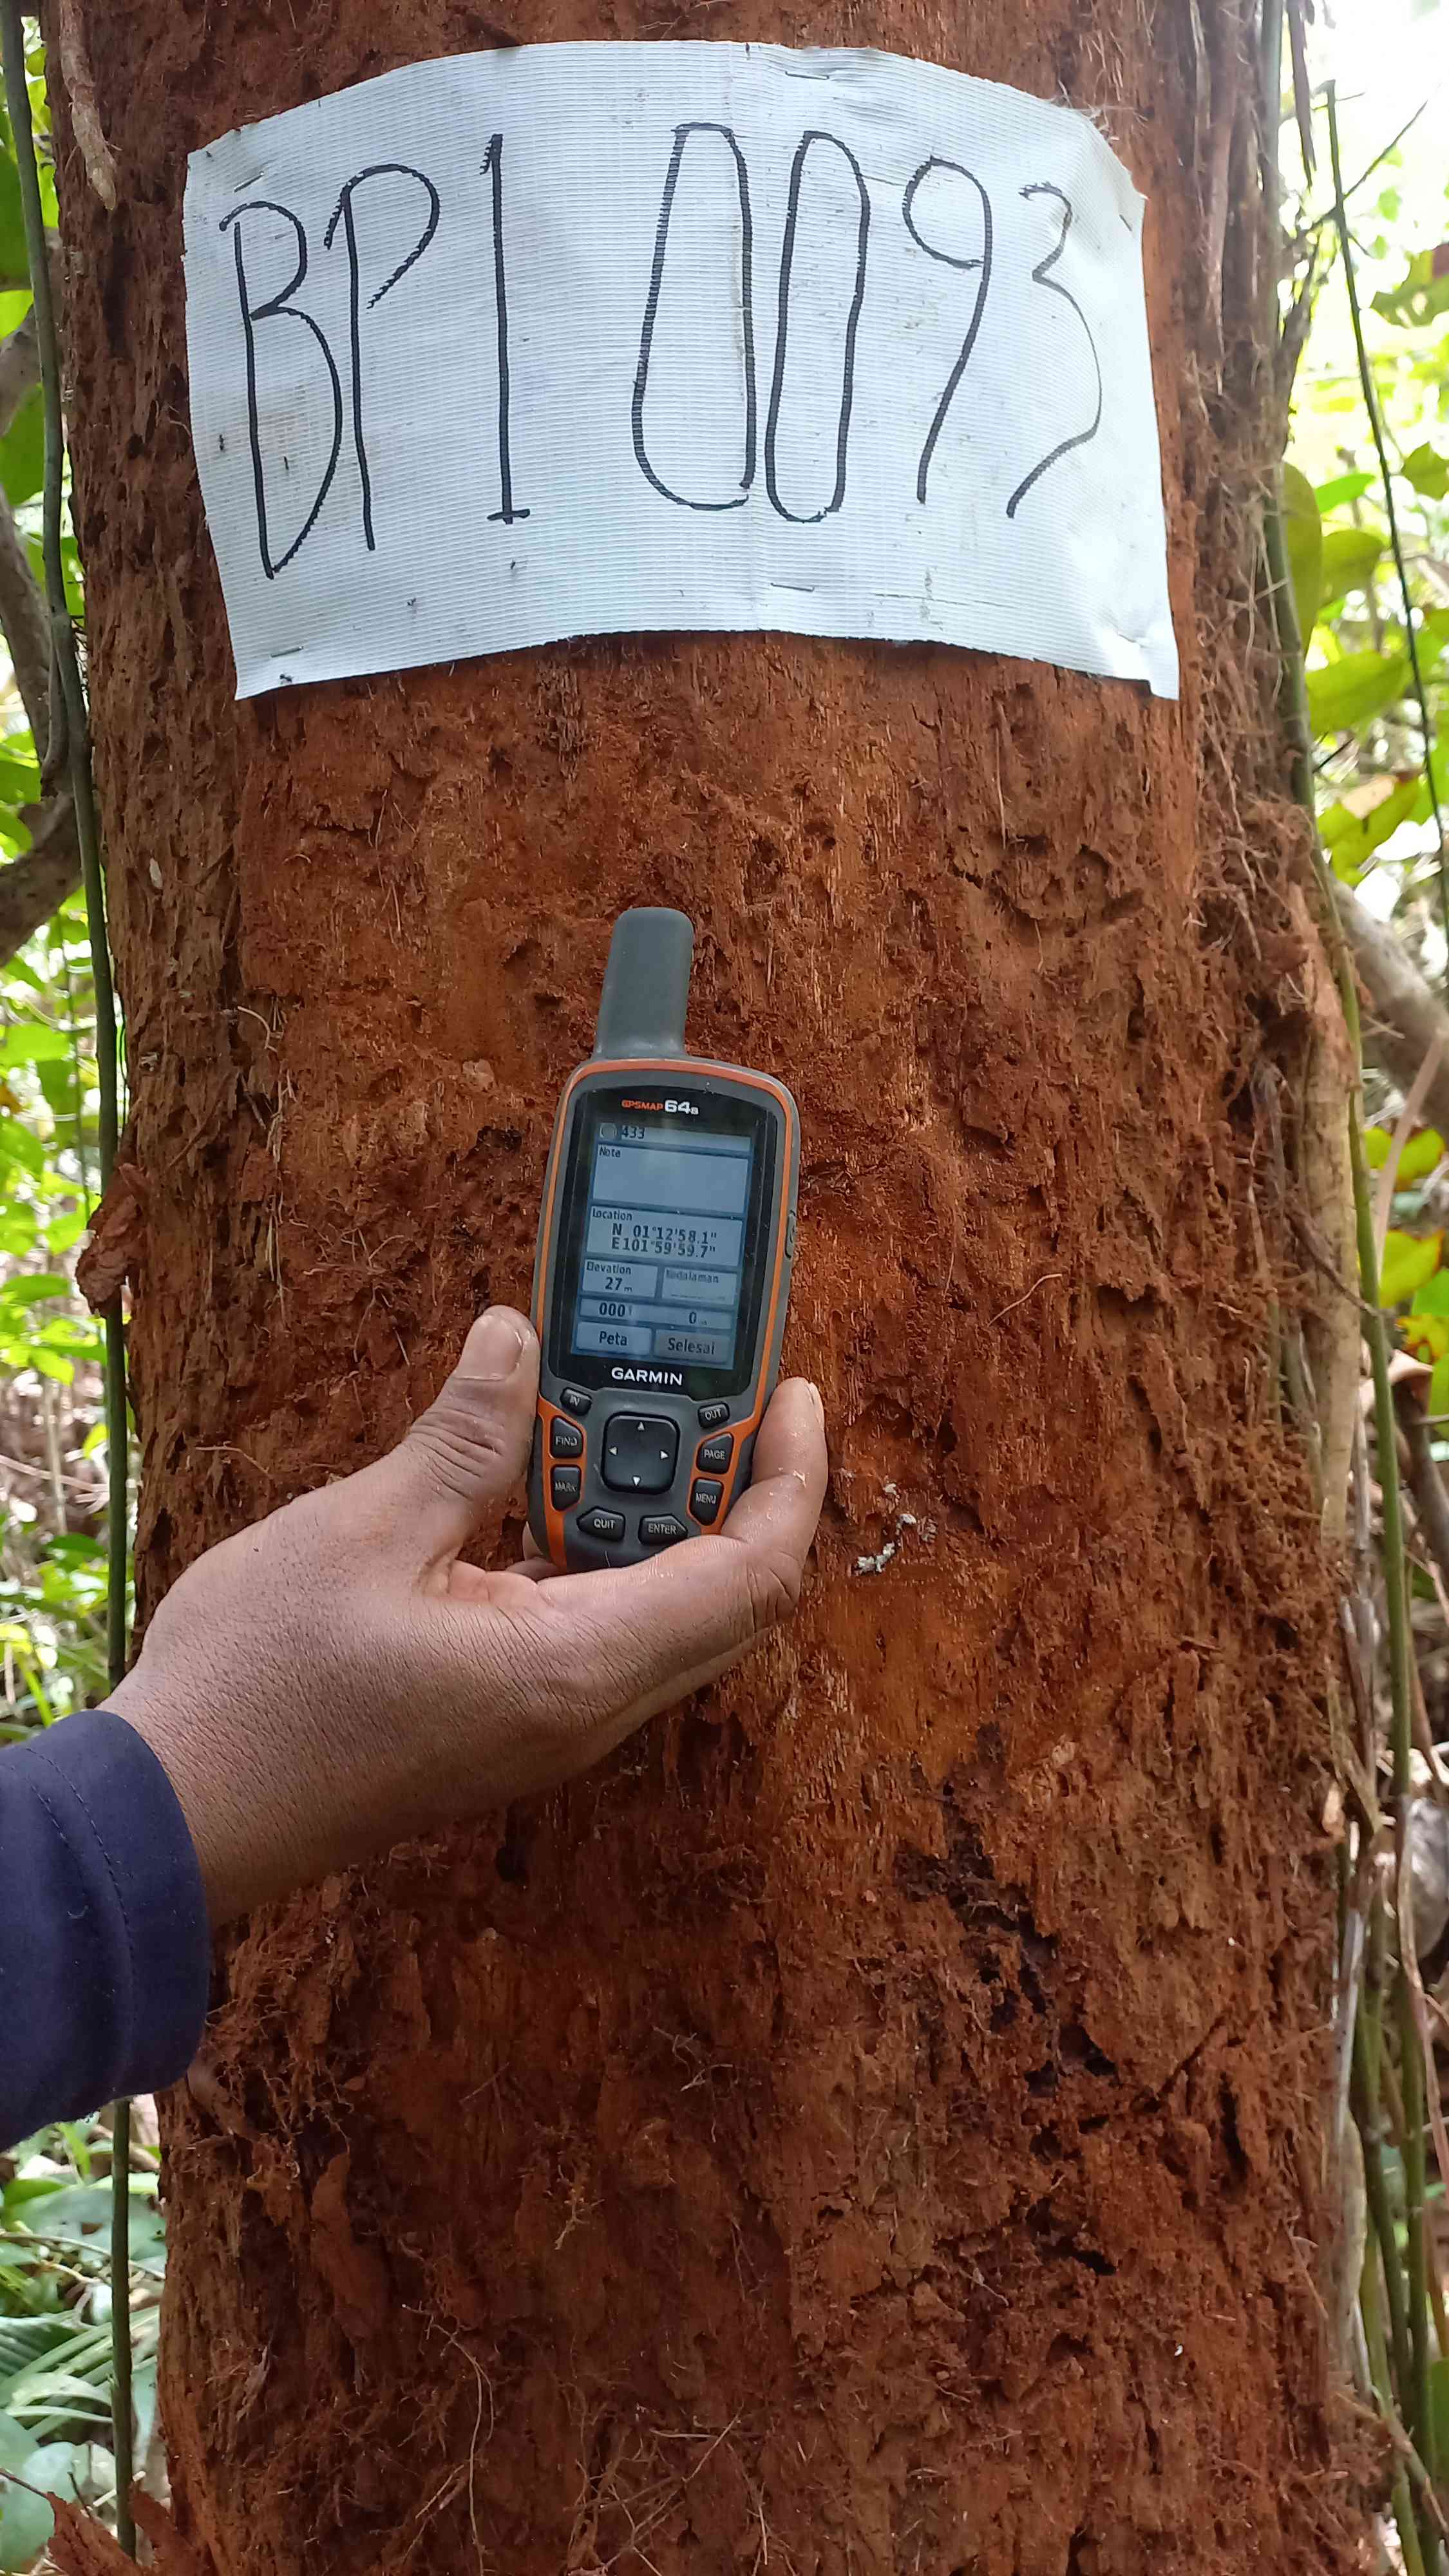 BP1 0093
GPSMAP 64s
433
Note
Location
N 01°12'58.1"
E101°59'59.7"
Elevation Kedalaman
27 m
000° 0 m
Peta Selesai
GARMIN
IN OUT
FIND PAGE
MARK MENU
QUIT ENTER